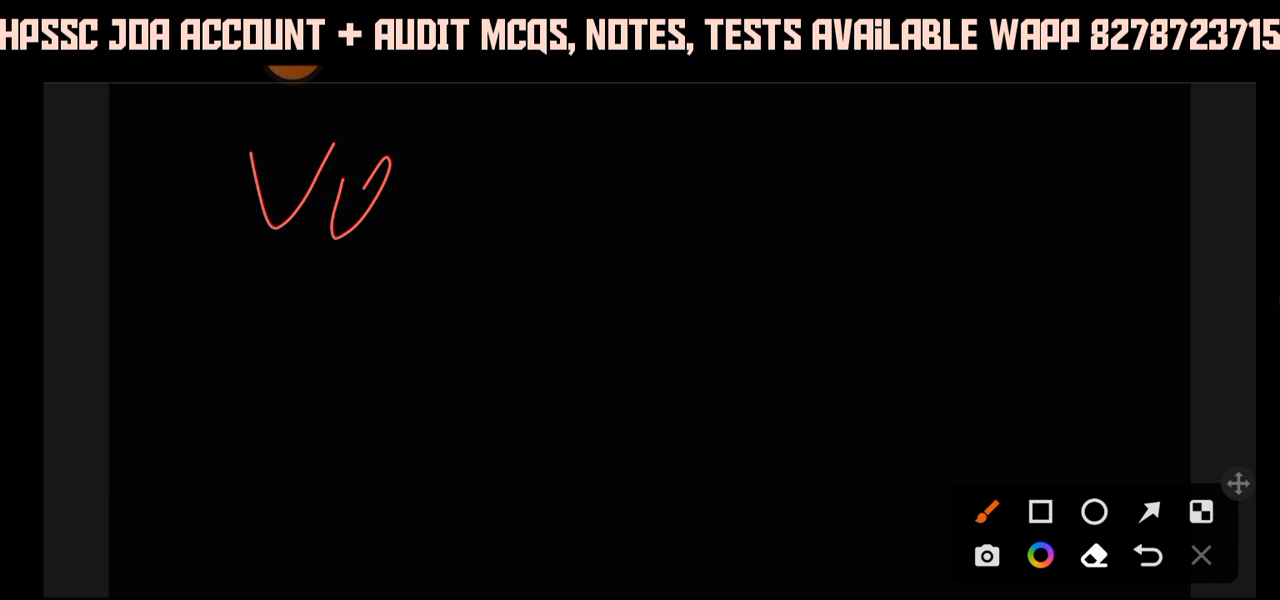 HPSSC JOA ACCOUNT + AUDIT MCQS, NOTES, TESTS AVAiLABLE WAPP 8278723715